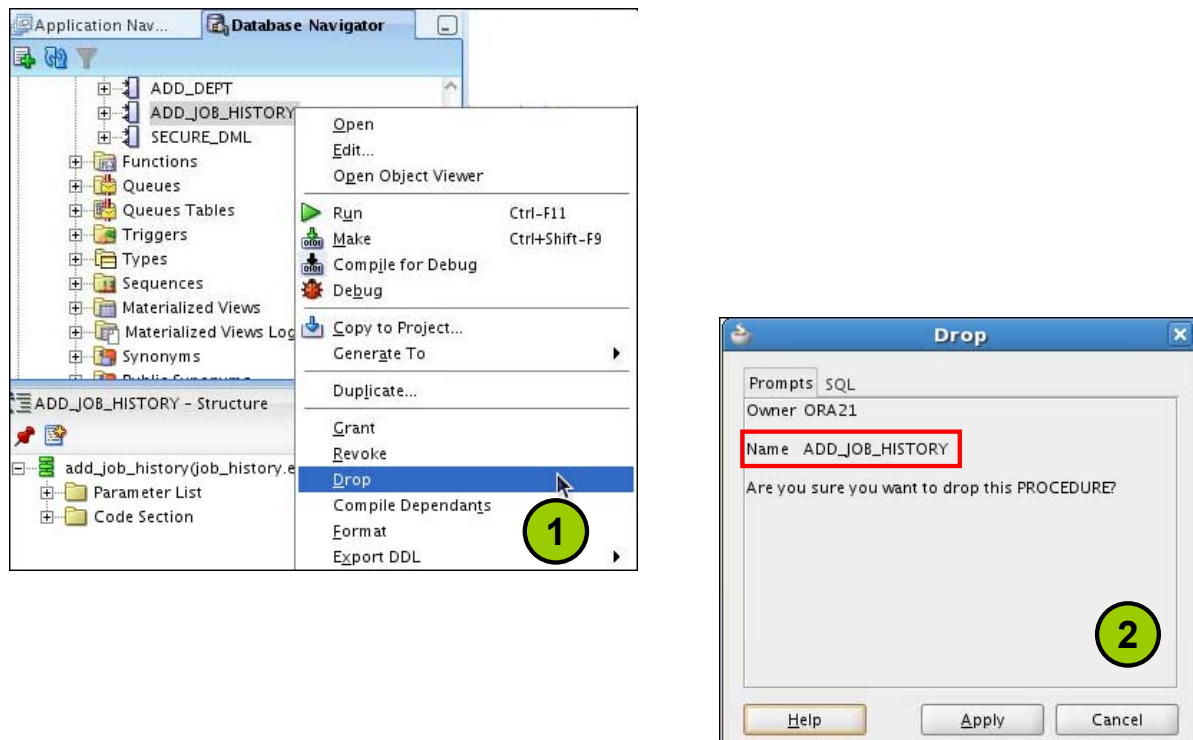 Application Nav...
Database Navigator
ADD_DEPT
ADD_JOB_HISTORY
SECURE_DML
Functions
Queues
Queues Tables
Triggers
Types
Sequences
Materialized Views
Materialized Views Log
Synonyms
Open
Edit...
Open Object Viewer
Run Ctrl-F11
Make Ctrl+Shift-F9
Compile for Debug
Debug
Copy to Project...
Generate To
Duplicate...
Grant
Revoke
Drop
Compile Dependants
Format
Export DDL
1
ADD_JOB_HISTORY - Structure
add_job_history(job_history.e
Parameter List
Code Section
Drop
Prompts SQL
Owner ORA21
Name ADD_JOB_HISTORY
Are you sure you want to drop this PROCEDURE?
2
Help Apply Cancel